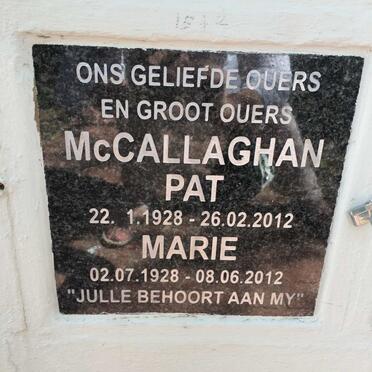 1512
ONS GELIEFDE OUERS
EN GROOT OUERS
McCALLAGHAN
PAT
22. 1.1928 - 26.02.2012
MARIE
02.07.1928 - 08.06.2012
"JULLE BEHOORT AAN MY"